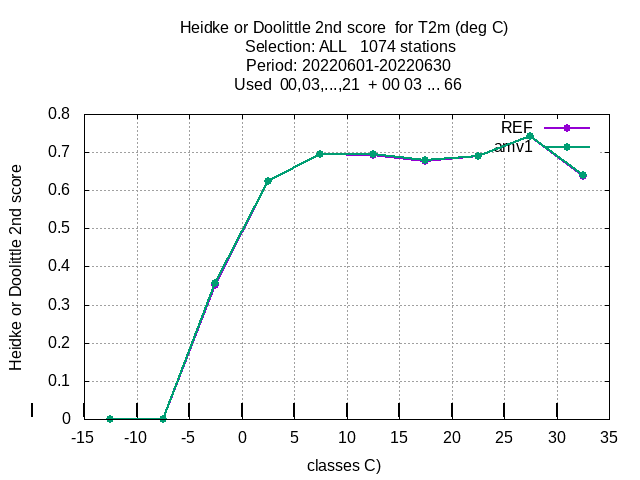 Heidke or Doolittle 2nd score  for T2m (deg C)
Selection: ALL   1074 stations
Period: 20220601-20220630
Used  00,03,...,21  + 00 03 ... 66
REF
amv1
Heidke or Doolittle 2nd score
0.8
0.7
0.6
0.5
0.4
0.3
0.2
0.1
0
-15
-10
-5
0
5
10
15
20
25
30
35
classes C)